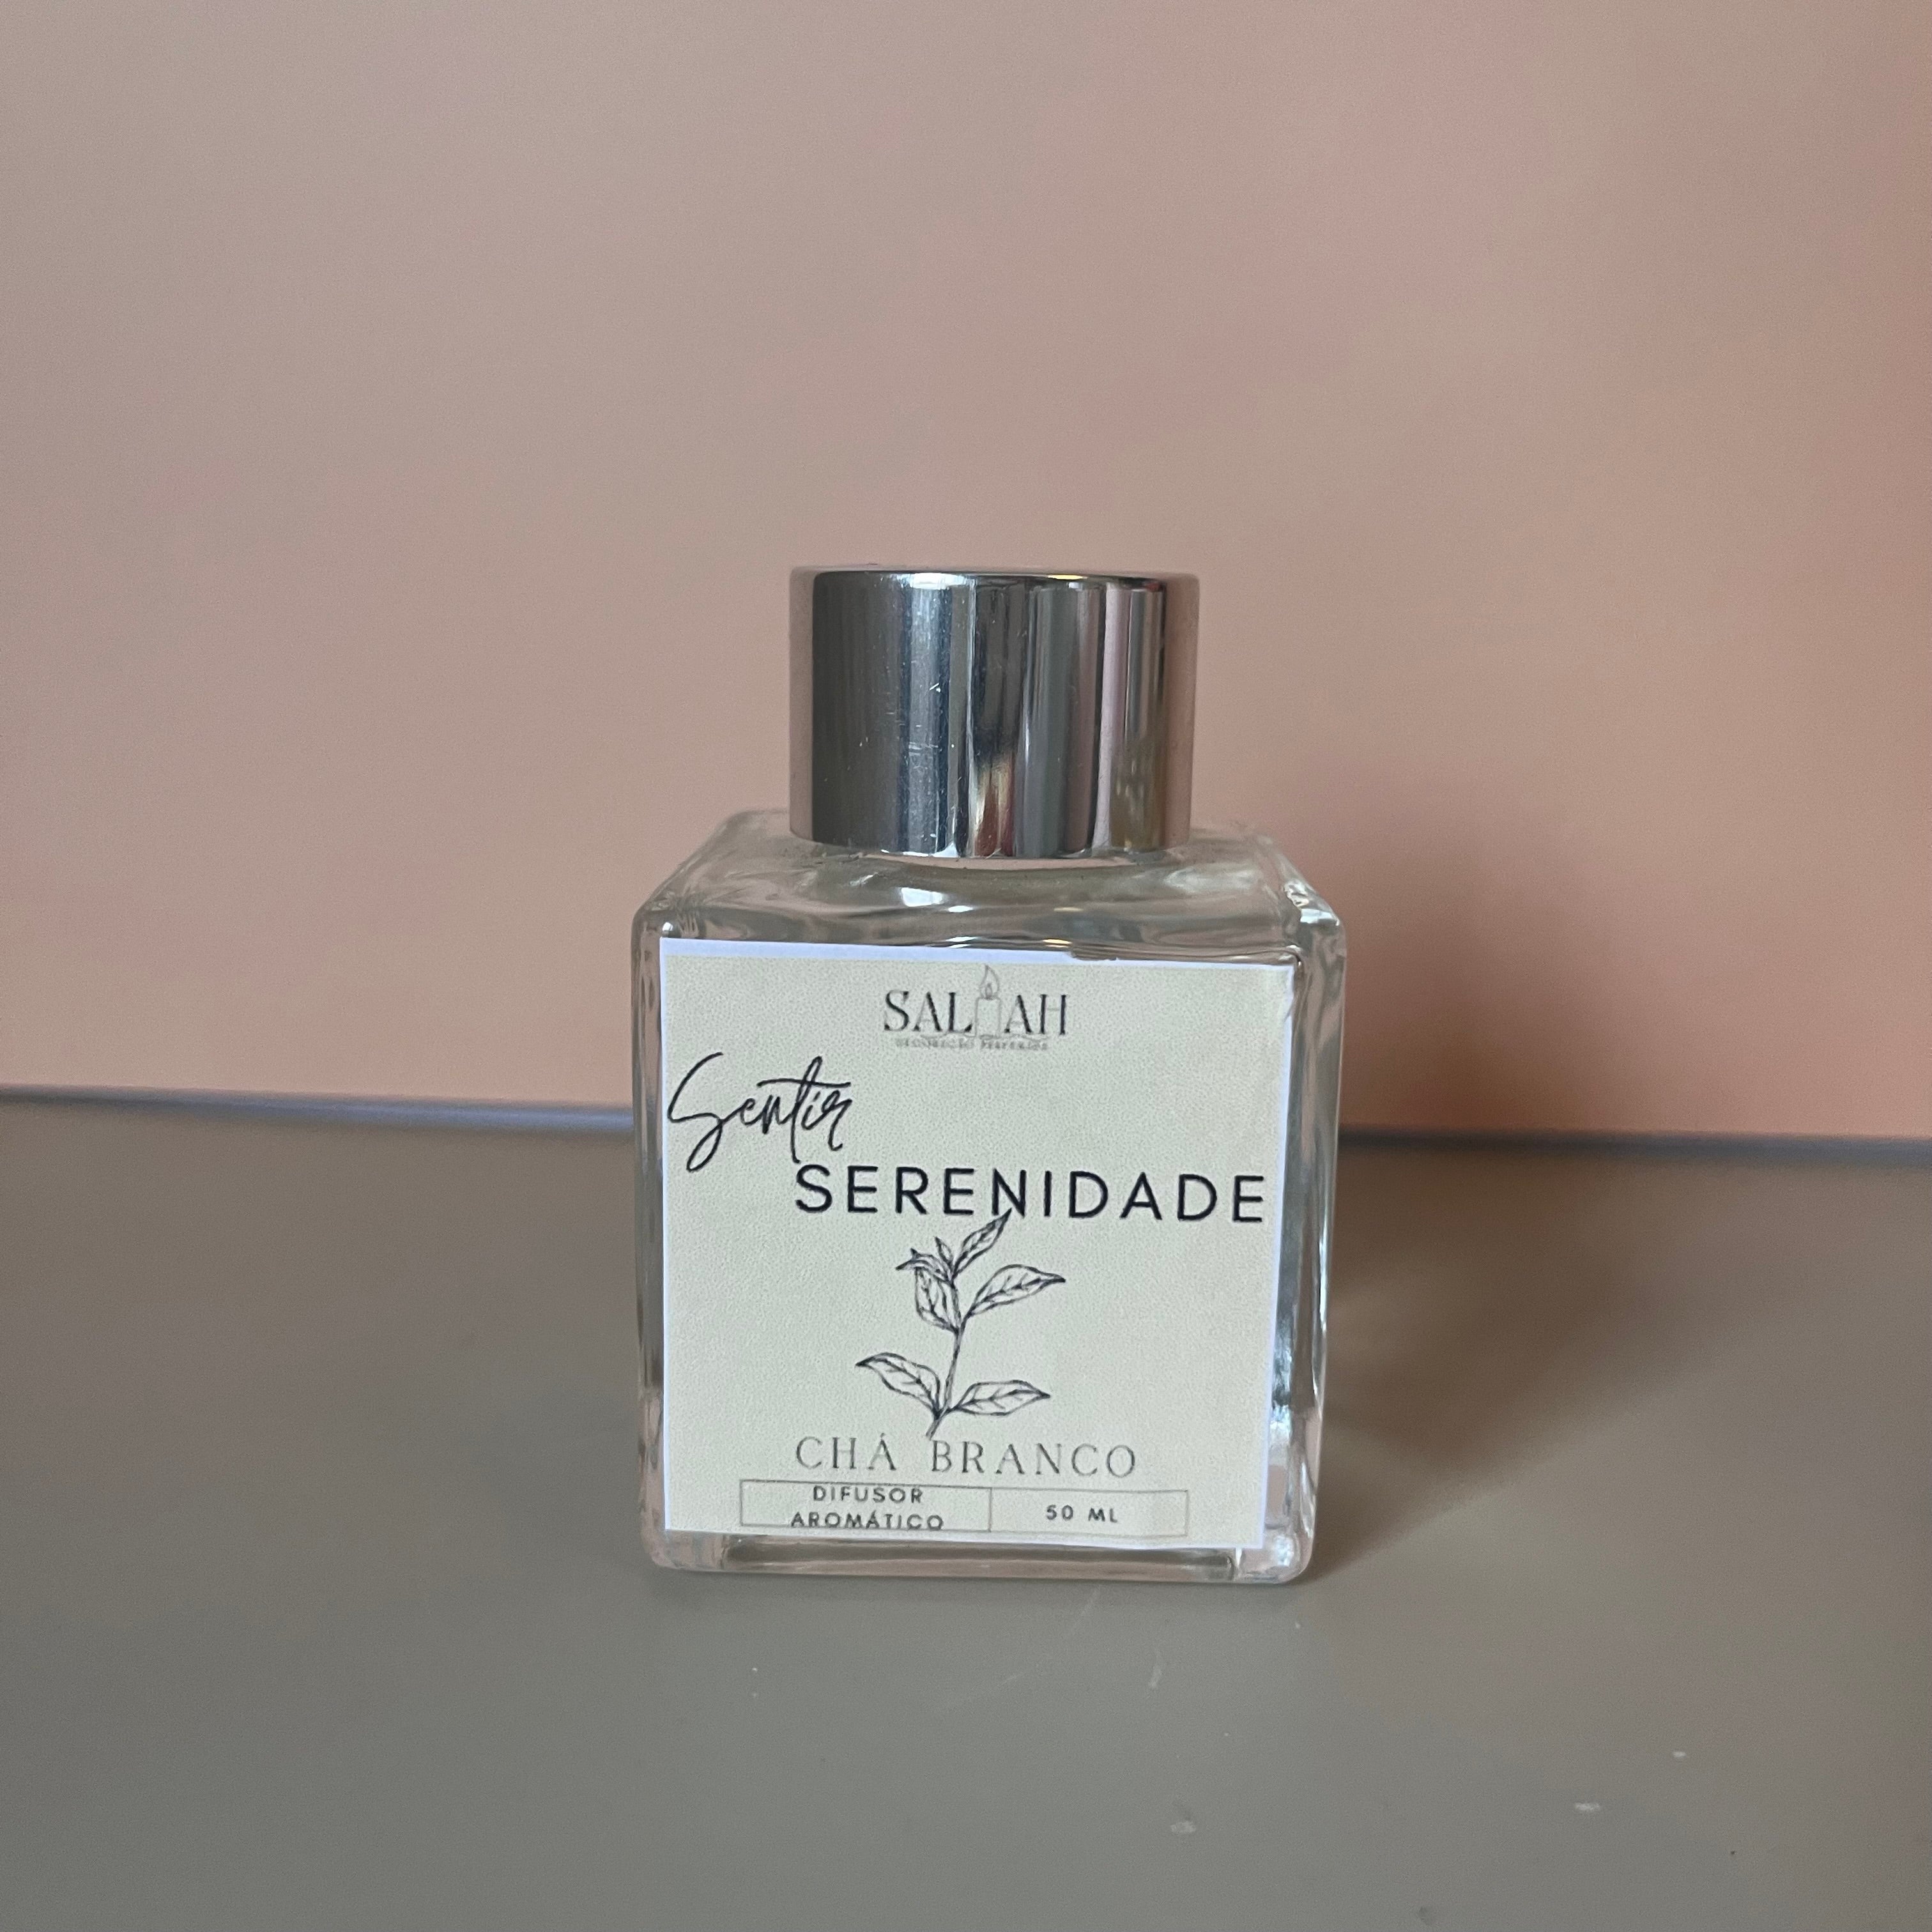 SALIAH
Sentir
SERENIDADE
CHÁ BRANCO
DIFUSOR
AROMÁTICO
50 ML